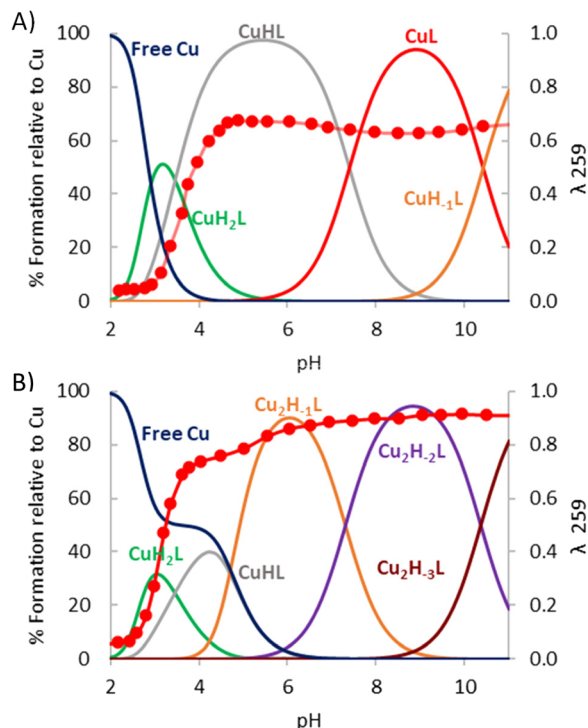 A)
Free Cu
CuHL
CuL
CuH₂L
CuH₋₁L
% Formation relative to Cu
100
80
60
40
20
0
1.0
0.8
0.6
0.4
0.2
0.0
λ 259
2 4 6 8 10
pH
B)
Free Cu
Cu₂H₋₁L
Cu₂H₋₂L
CuH₂L
CuHL
Cu₂H₋₃L
% Formation relative to Cu
100
80
60
40
20
0
1.0
0.8
0.6
0.4
0.2
0.0
λ 259
2 4 6 8 10
pH